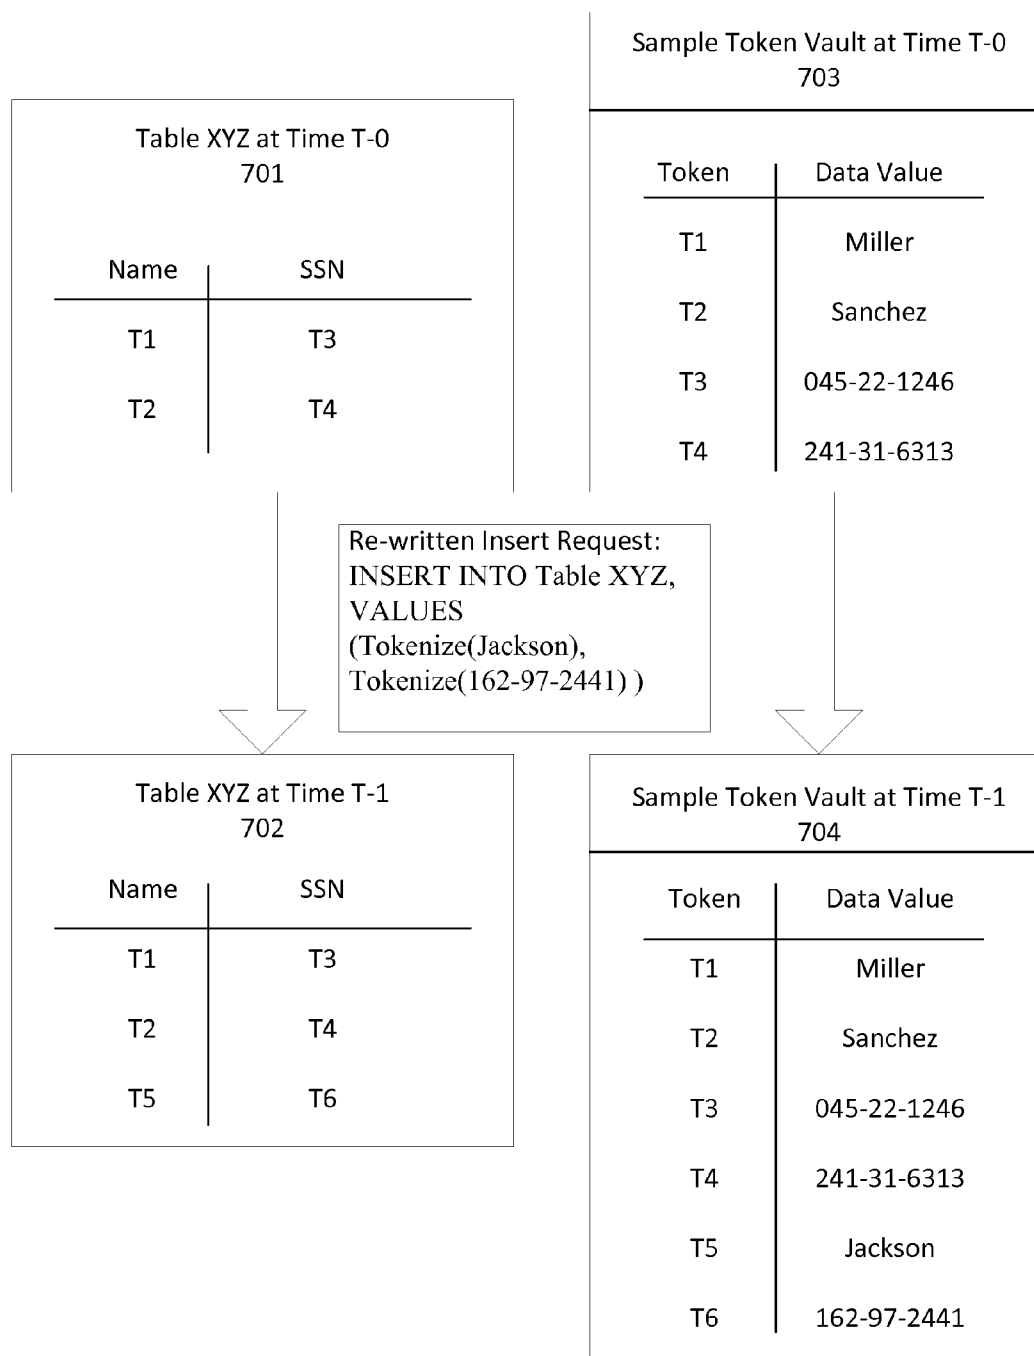 Sample Token Vault at Time T-0
703
Table XYZ at Time T-0
701
Token Data Value
T1 Miller
T2 Sanchez
T3 045-22-1246
T4 241-31-6313
Name SSN
T1 T3
T2 T4
Re-written Insert Request:
INSERT INTO Table XYZ,
VALUES
(Tokenize(Jackson),
Tokenize(162-97-2441) )
Table XYZ at Time T-1
702
Name SSN
T1 T3
T2 T4
T5 T6
Sample Token Vault at Time T-1
704
Token Data Value
T1 Miller
T2 Sanchez
T3 045-22-1246
T4 241-31-6313
T5 Jackson
T6 162-97-2441